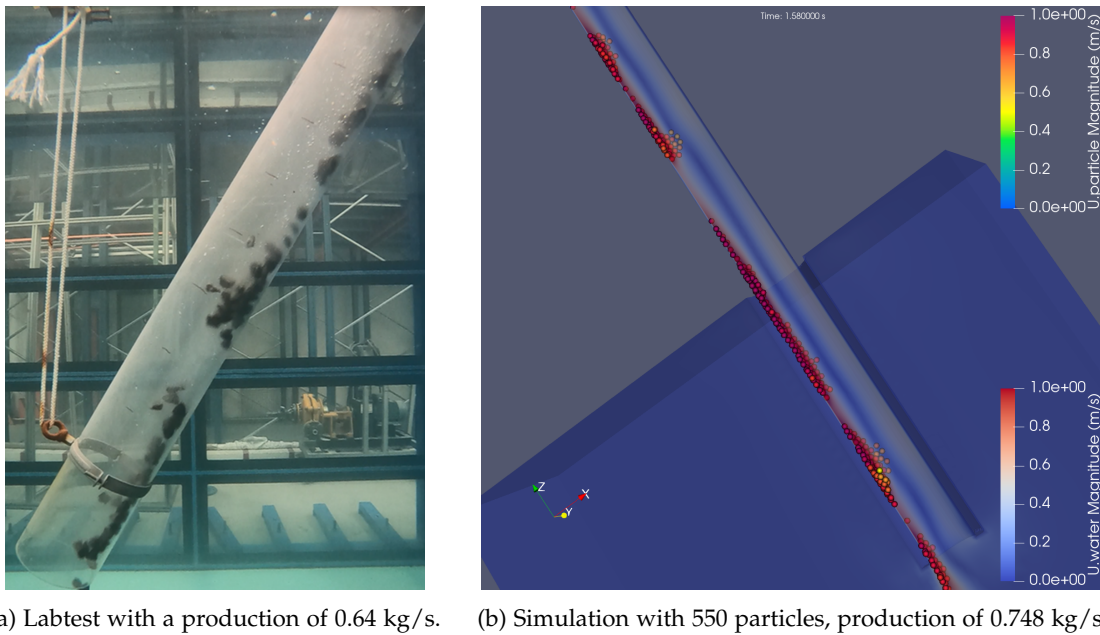 Time: 1.580000 s
1.0e+00
0.8
0.6
0.4
0.2
0.0e+00
U.particle Magnitude (m/s)
1.0e+00
0.8
0.6
0.4
0.2
0.0e+00
U.water Magnitude (m/s)
Z
X
Y
a) Labtest with a production of 0.64 kg/s.
(b) Simulation with 550 particles, production of 0.748 kg/s